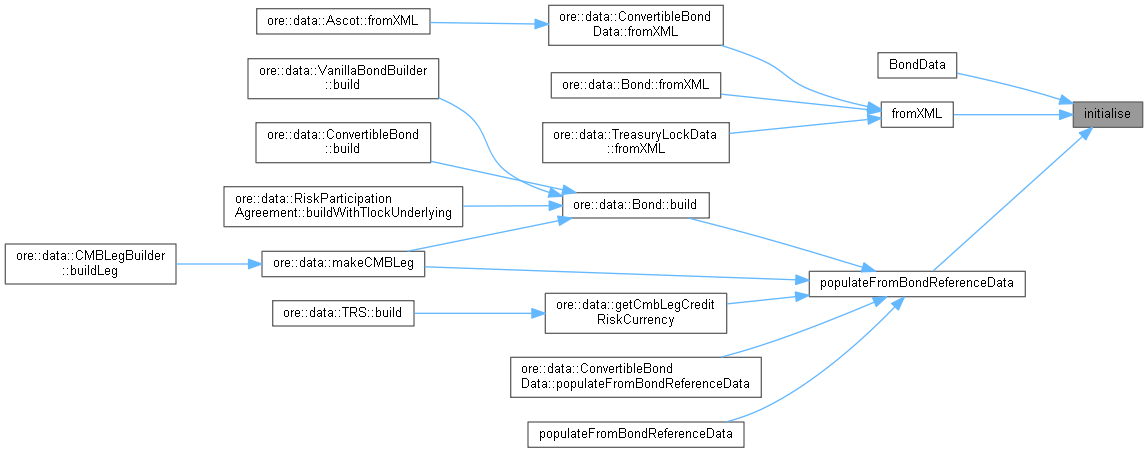 ore::data::Ascot::fromXML
ore::data::ConvertibleBond
Data::fromXML
ore::data::VanillaBondBuilder
::build
ore::data::Bond::fromXML
BondData
fromXML
initialise
ore::data::ConvertibleBond
::build
ore::data::TreasuryLockData
::fromXML
ore::data::RiskParticipation
Agreement::buildWithTlockUnderlying
ore::data::Bond::build
ore::data::CMBLegBuilder
::buildLeg
ore::data::makeCMBLeg
populateFromBondReferenceData
ore::data::TRS::build
ore::data::getCmbLegCredit
RiskCurrency
ore::data::ConvertibleBond
Data::populateFromBondReferenceData
populateFromBondReferenceData